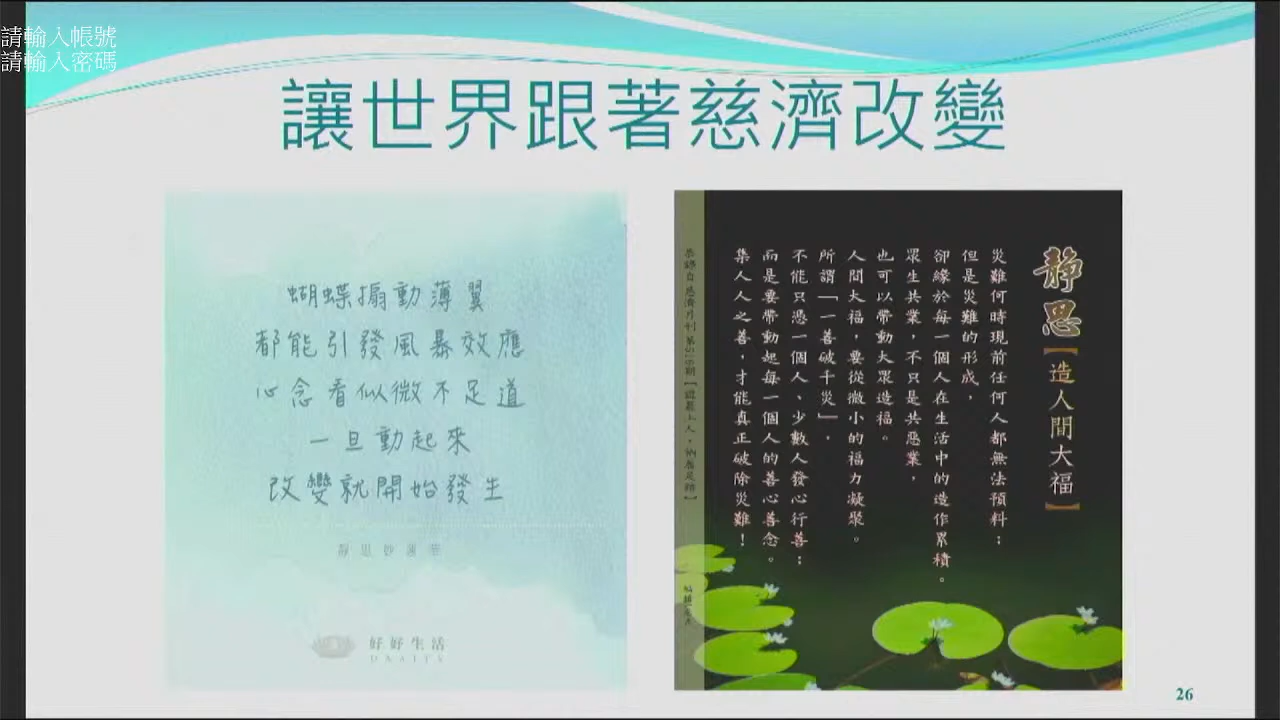 請輸入帳號
請輸入密碼
讓世界跟著慈濟改變
蝴蝶搧動薄翼
都能引發風暴效應
心念看似微不足道
一旦動起來
改變就開始發生
靜思妙蓮華
好好生活
DAAITA
靜思
【造人間大福】
災難何時現前任何人都無法預料；
但是災難的形成，
卻緣於每一個人在生活中的造作累積。
眾生共業，不只是共惡業，
也可以帶動大眾造福。
人間大福，要從微小的福力凝聚。
所謂「一善破千災」，
不能只憑一個人、少數人發心行善；
而是要帶動起每一個人的善心善念。
集人人之善，才能真正破除災難！
26